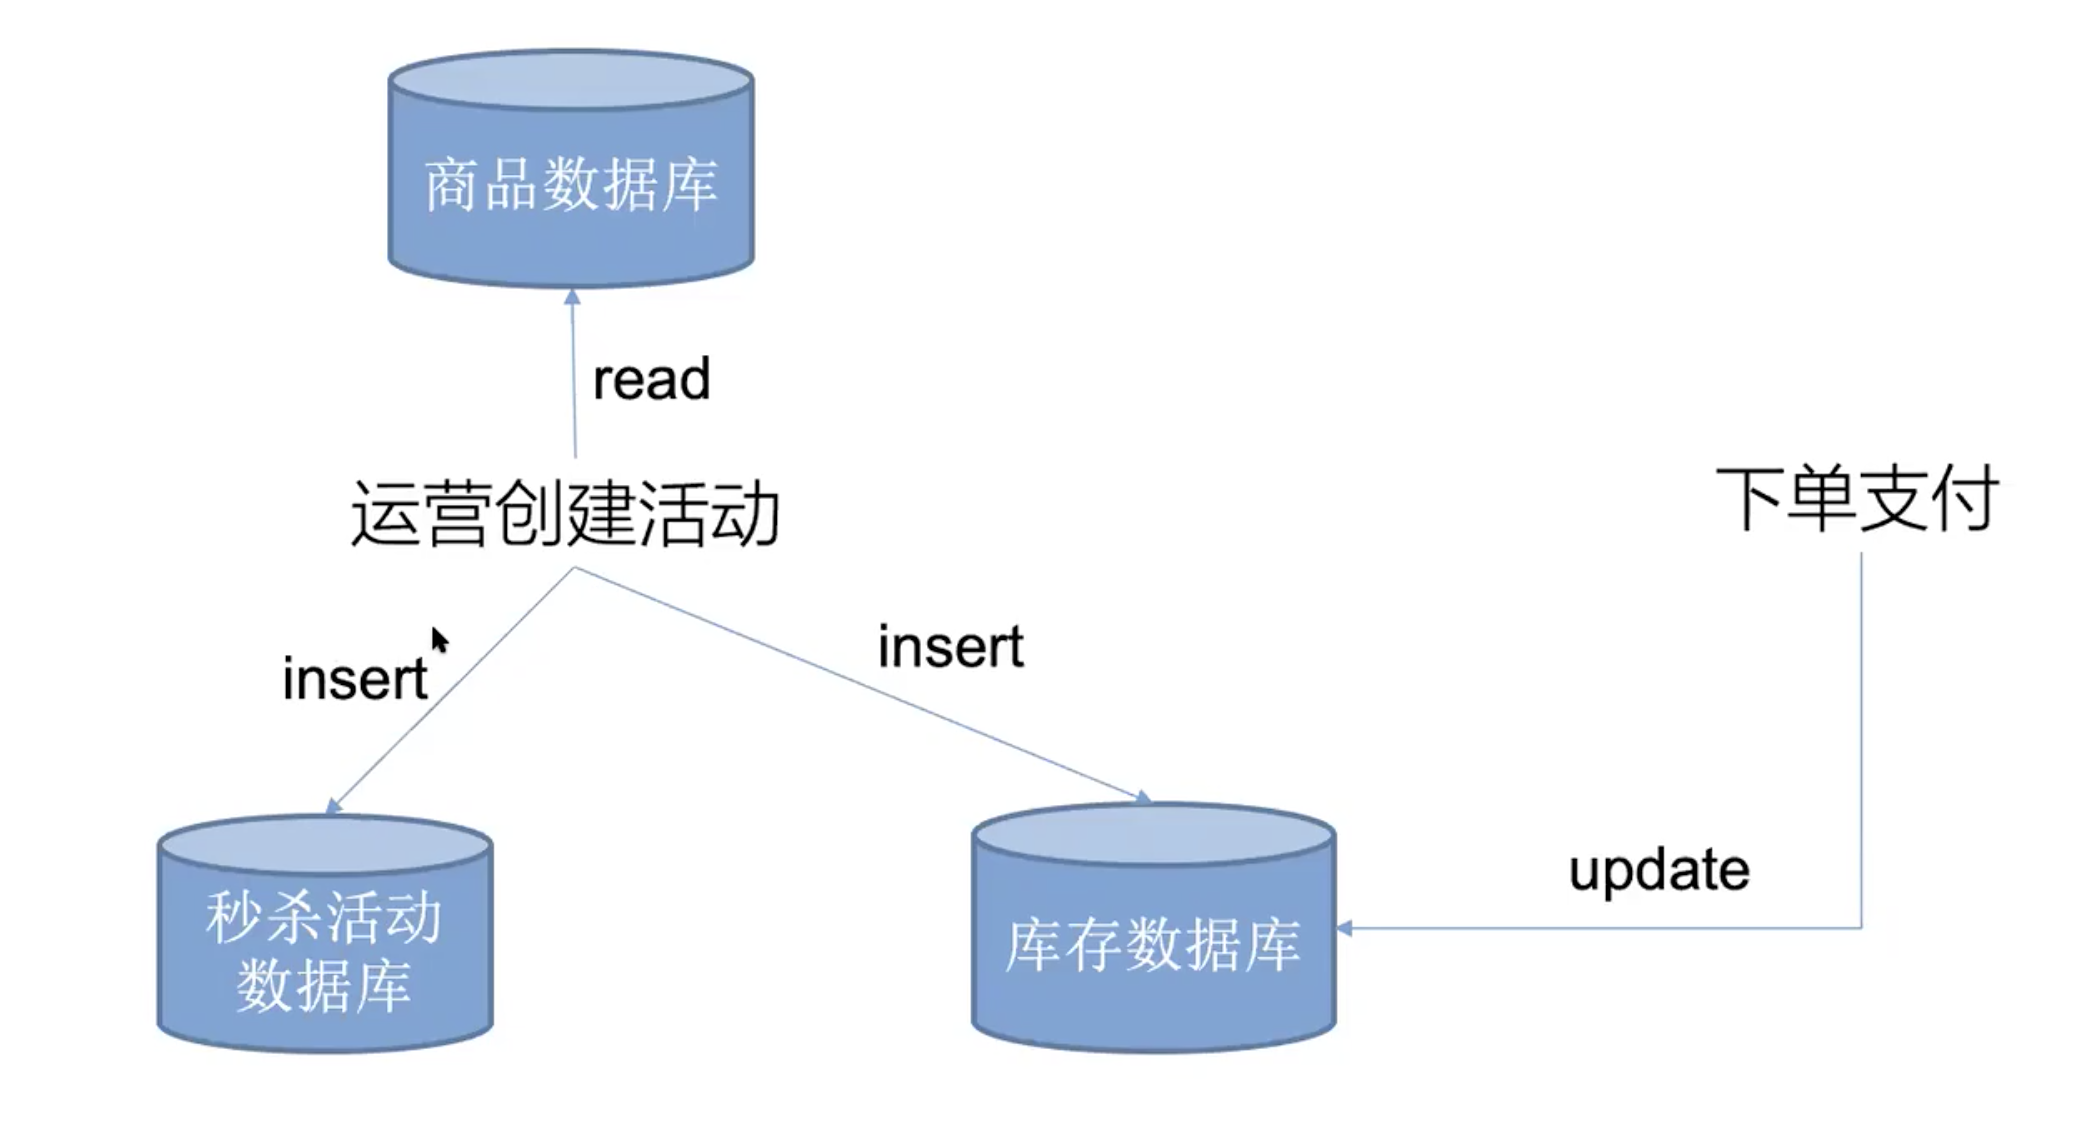 商品数据库
read
运营创建活动
下单支付
insert
insert
update
秒杀活动
数据库
库存数据库